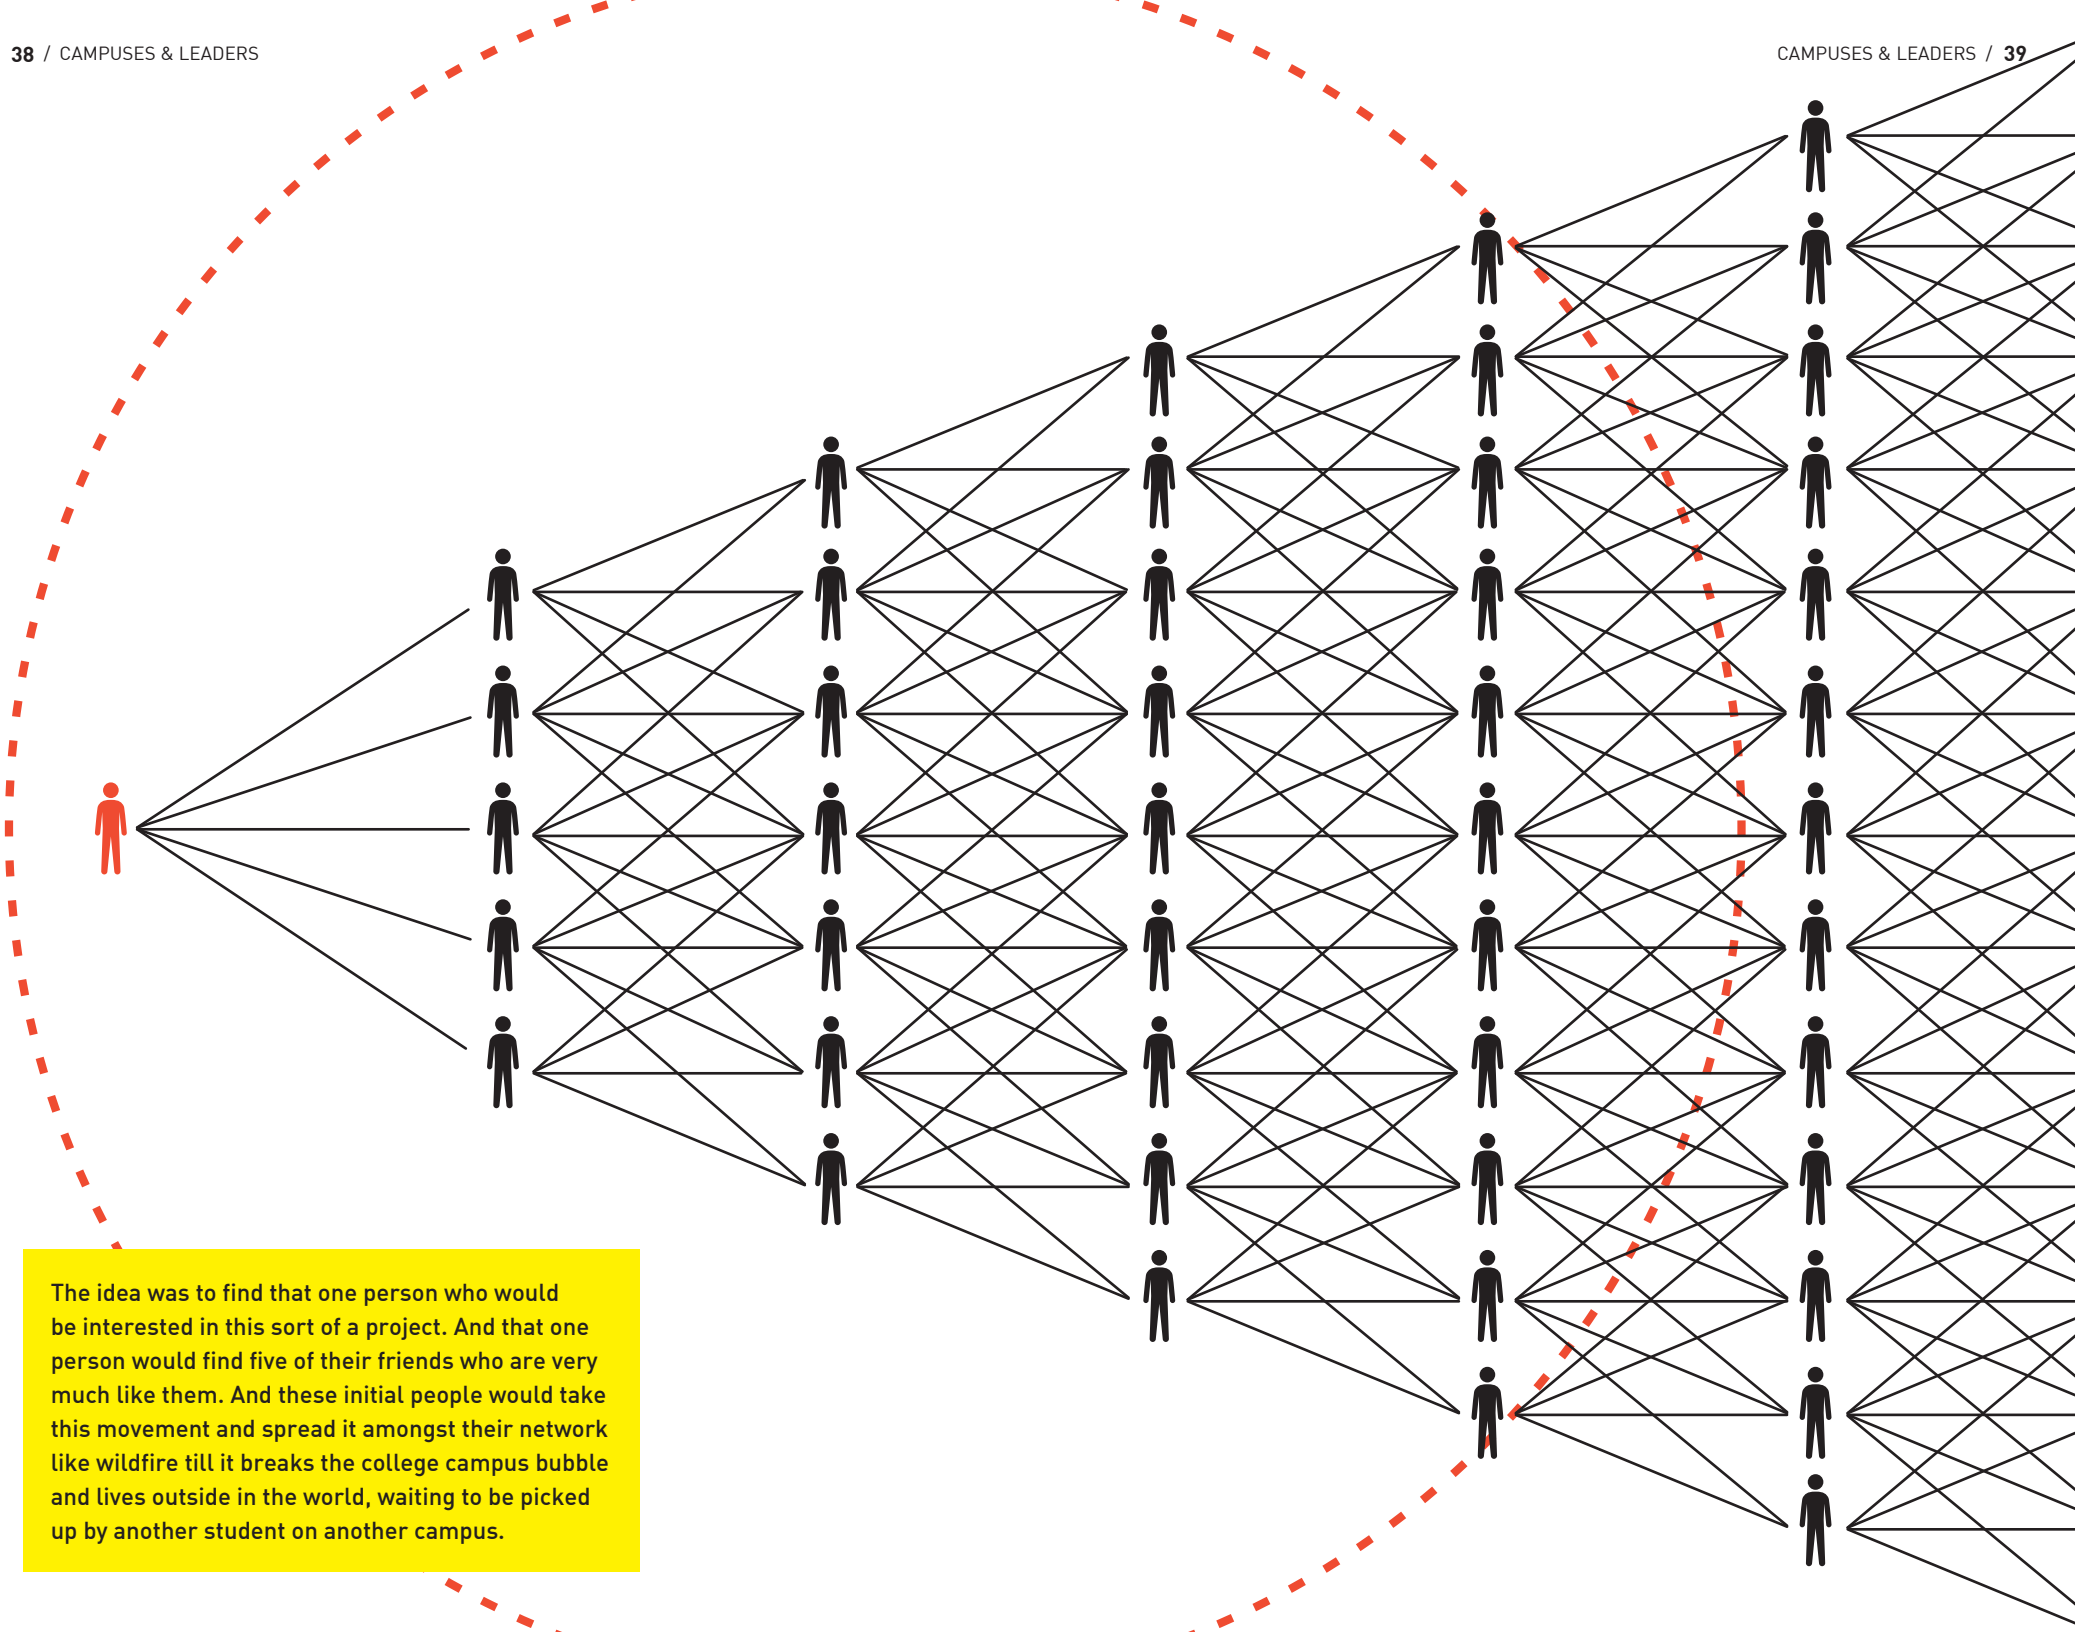 38 / CAMPUSES & LEADERS
CAMPUSES & LEADERS / 39
The idea was to find that one person who would
be interested in this sort of a project. And that one
person would find five of their friends who are very
much like them. And these initial people would take
this movement and spread it amongst their network
like wildfire till it breaks the college campus bubble
and lives outside in the world, waiting to be picked
up by another student on another campus.